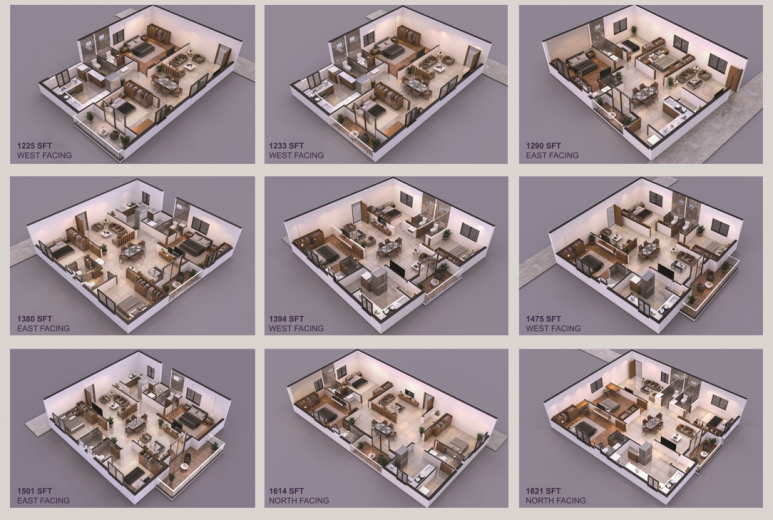 1225 SFT
WEST FACING
1233 SFT
WEST FACING
1290 SFT
EAST FACING
1380 SFT
EAST FACING
1394 SFT
WEST FACING
1475 SFT
WEST FACING
1501 SFT
EAST FACING
1614 SFT
NORTH FACING
1821 SFT
NORTH FACING